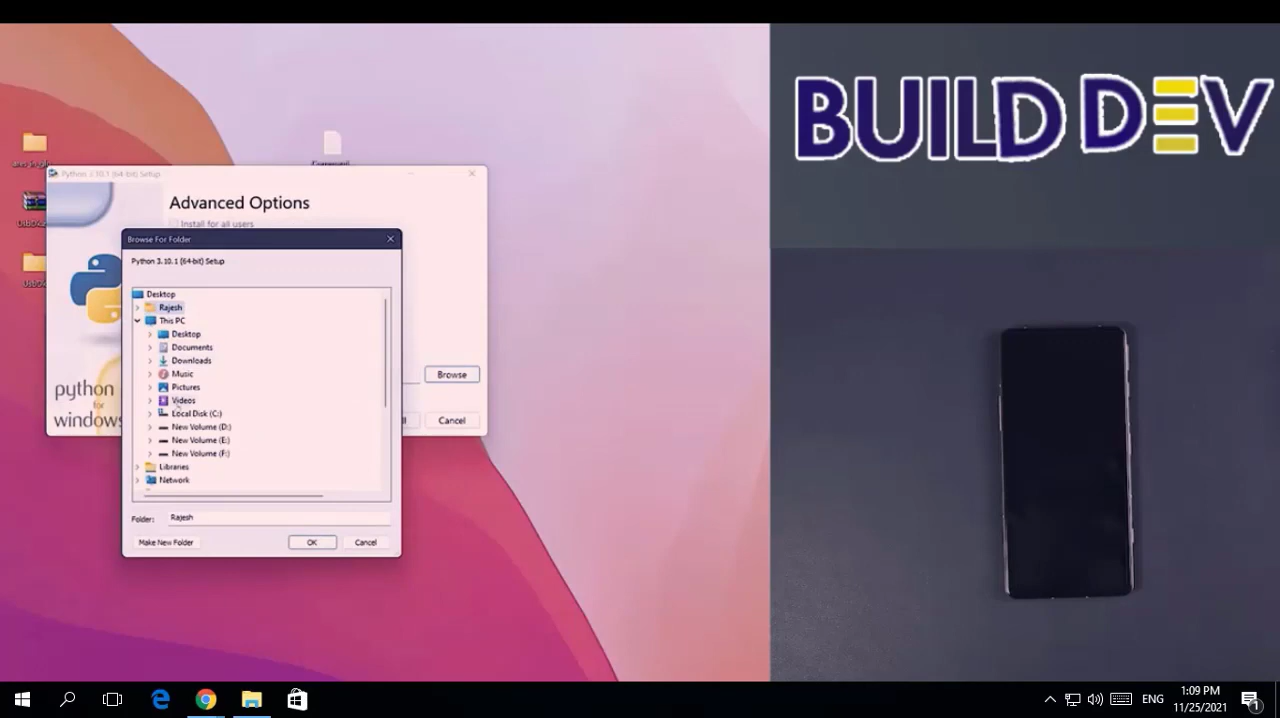 BUILD DEV
Python 3.10.1 (64-bit) Setup
Advanced Options
Install for all users
Browse For Folder
Python 3.10.1 (64-bit) Setup
Desktop
Rajesh
This PC
Desktop
Documents
Downloads
Music
Pictures
Videos
Local Disk (C:)
New Volume (D:)
New Volume (E:)
New Volume (F:)
Libraries
Network
Folder: Rajesh
Make New Folder OK Cancel
Browse
Cancel
python
for
windows
ENG
1:09 PM
11/25/2021
1